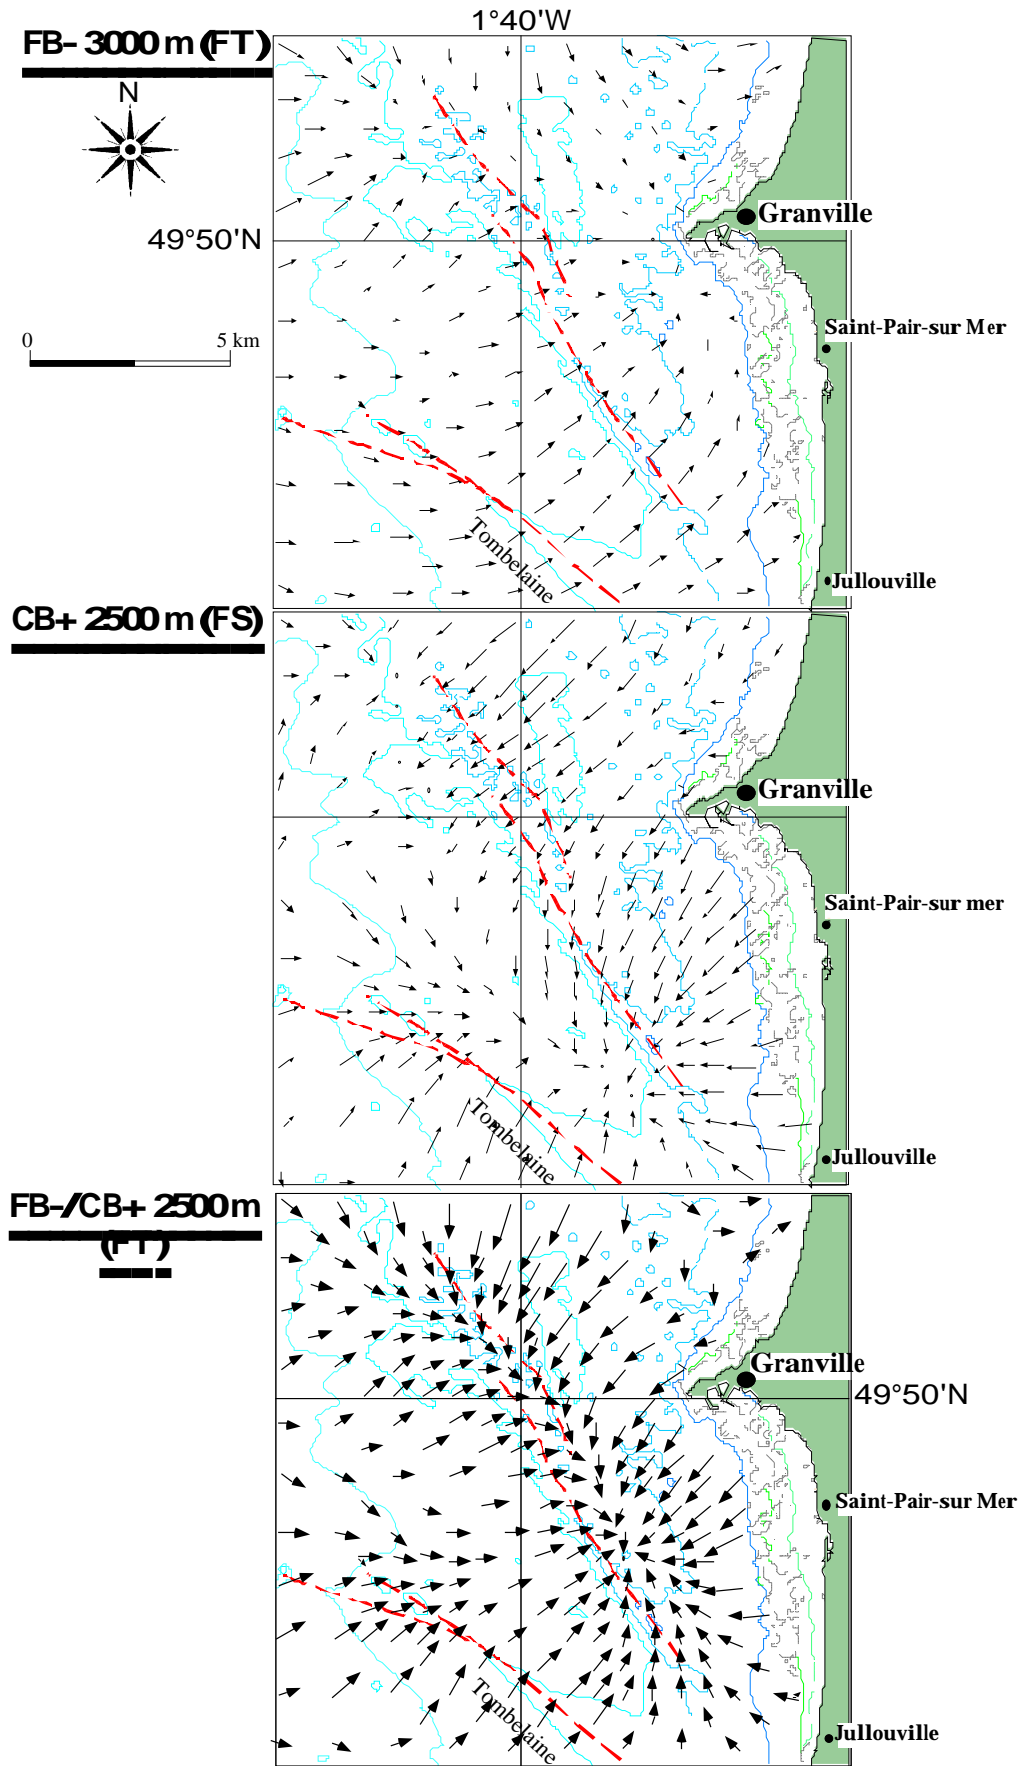 1°40'W
FB- 3000 m (FT)
N
Granville
49°50'N
Saint-Pair-sur Mer
0 5 km
Tombelaine
Jullouville
CB+ 2500 m (FS)
Granville
Saint-Pair-sur mer
Tombelaine
Jullouville
FB-/CB+ 2500 m
(FT)
Granville
49°50'N
Saint-Pair-sur Mer
Tombelaine
Jullouville